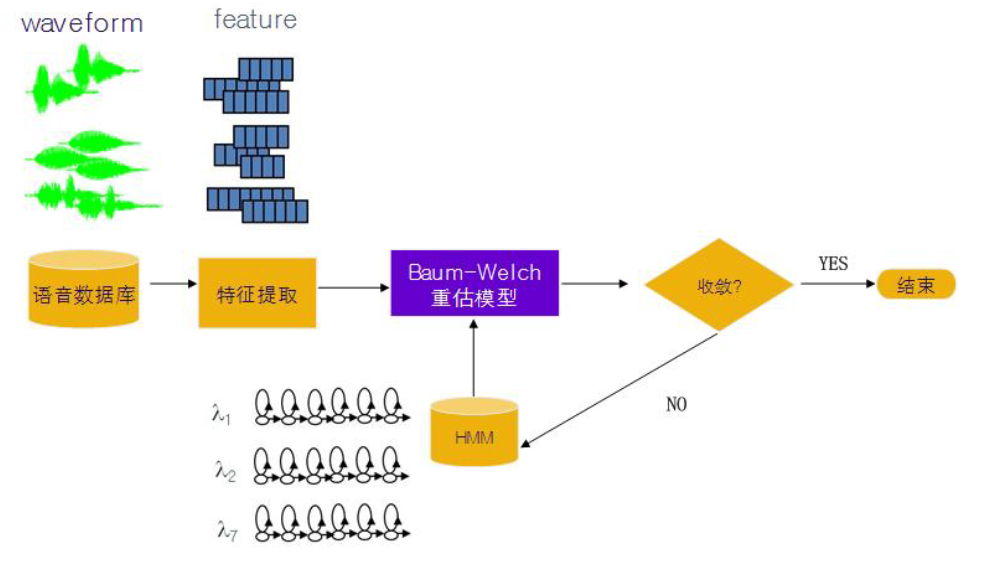 waveform
feature
语音数据库
特征提取
Baum-Welch
重估模型
收敛?
YES
结束
NO
HMM
λ1
λ2
λ7